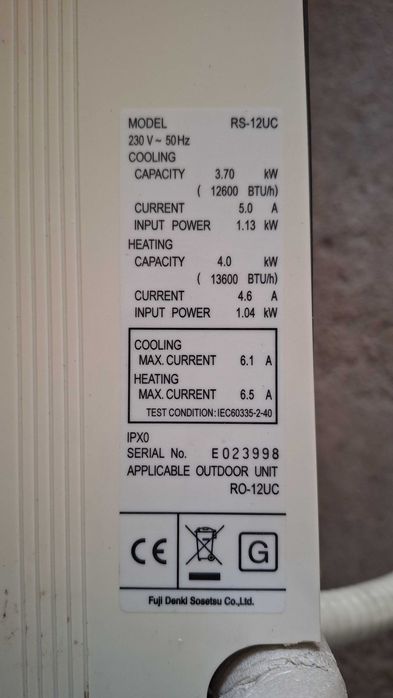 MODEL RS-12UC
230 V ~ 50Hz
COOLING
CAPACITY 3.70 kW
( 12600 BTU/h)
CURRENT 5.0 A
INPUT POWER 1.13 kW
HEATING
CAPACITY 4.0 kW
( 13600 BTU/h)
CURRENT 4.6 A
INPUT POWER 1.04 kW
COOLING
MAX. CURRENT 6.1 A
HEATING
MAX. CURRENT 6.5 A
TEST CONDITION : IEC60335-2-40
IPX0
SERIAL No. E023998
APPLICABLE OUTDOOR UNIT
RO-12UC
CE G
Fuji Denki Sosetsu Co.,Ltd.